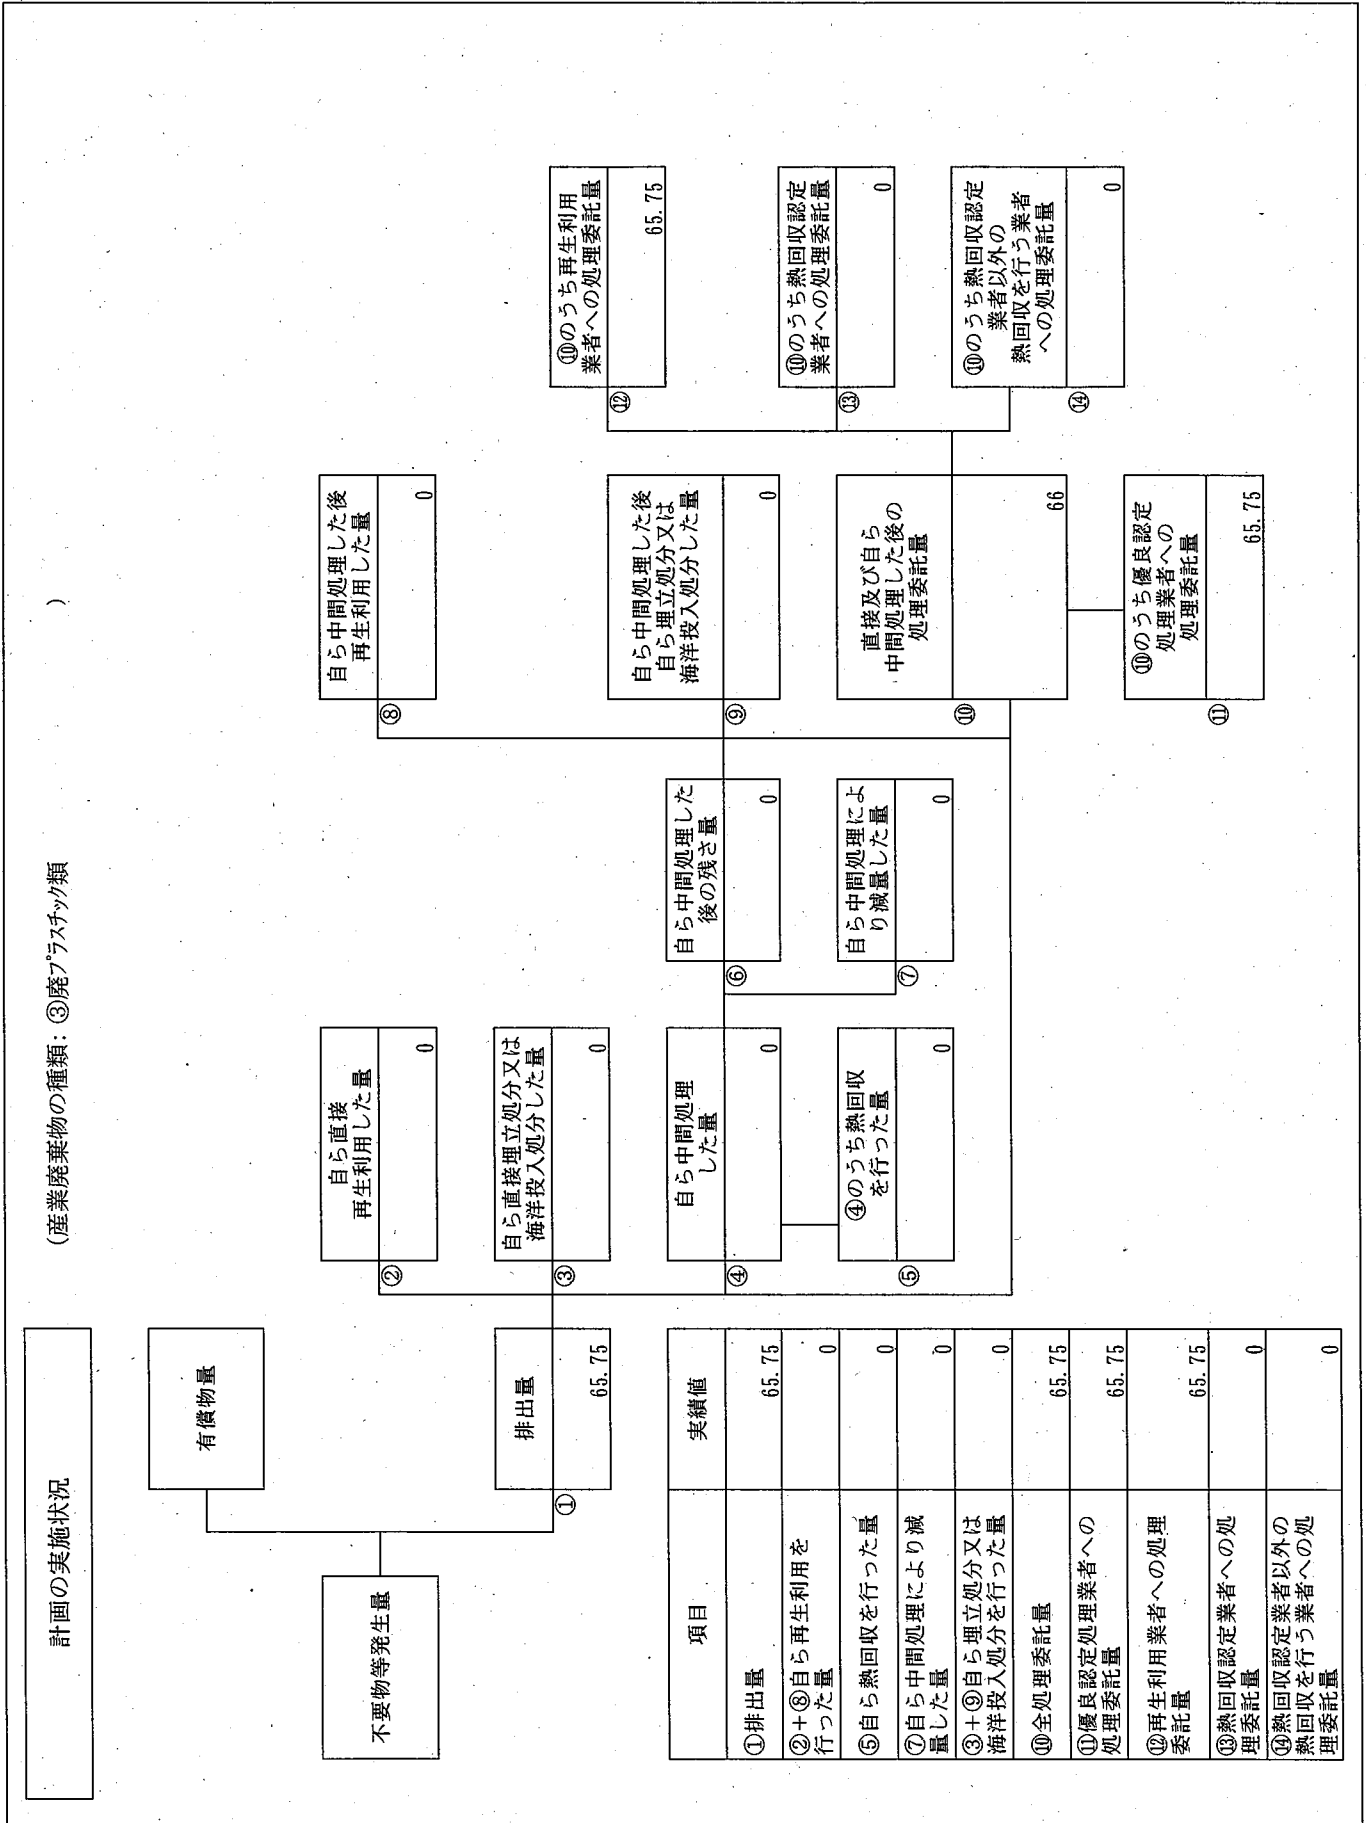 計画の実施状況
(産業廃棄物の種類: ③廃プラスチック類
)
不要物等発生量
有償物量
①
排出量
65.75
②
自ら直接
再生利用した量
0
③
自ら直接埋立処分又は
海洋投入処分した量
0
④
自ら中間処理
した量
0
⑤
④のうち熱回収
を行った量
0
⑥
自ら中間処理した
後の残さ量
0
⑦
自ら中間処理によ
り減量した量
0
⑧
自ら中間処理した後
再生利用した量
0
⑨
自ら中間処理した後
自ら埋立処分又は
海洋投入処分した量
0
⑩
直接及び自ら
中間処理した後の
処理委託量
66
⑪
⑩のうち優良認定
処理業者への
処理委託量
65.75
⑫
⑩のうち再生利用
業者への処理委託量
65.75
⑬
⑩のうち熱回収認定
業者への処理委託量
0
⑭
⑩のうち熱回収認定
業者以外の
熱回収を行う業者
への処理委託量
0
項目 実績値
①排出量 65.75
②+⑧自ら再生利用を
行った量 0
⑤自ら熱回収を行った量 0
⑦自ら中間処理により減
量した量 0
③+⑨自ら埋立処分又は
海洋投入処分を行った量 0
⑩全処理委託量 65.75
⑪優良認定処理業者への
処理委託量 65.75
⑫再生利用業者への処理
委託量 65.75
⑬熱回収認定業者への処
理委託量 0
⑭熱回収認定業者以外の
熱回収を行う業者への処
理委託量 0